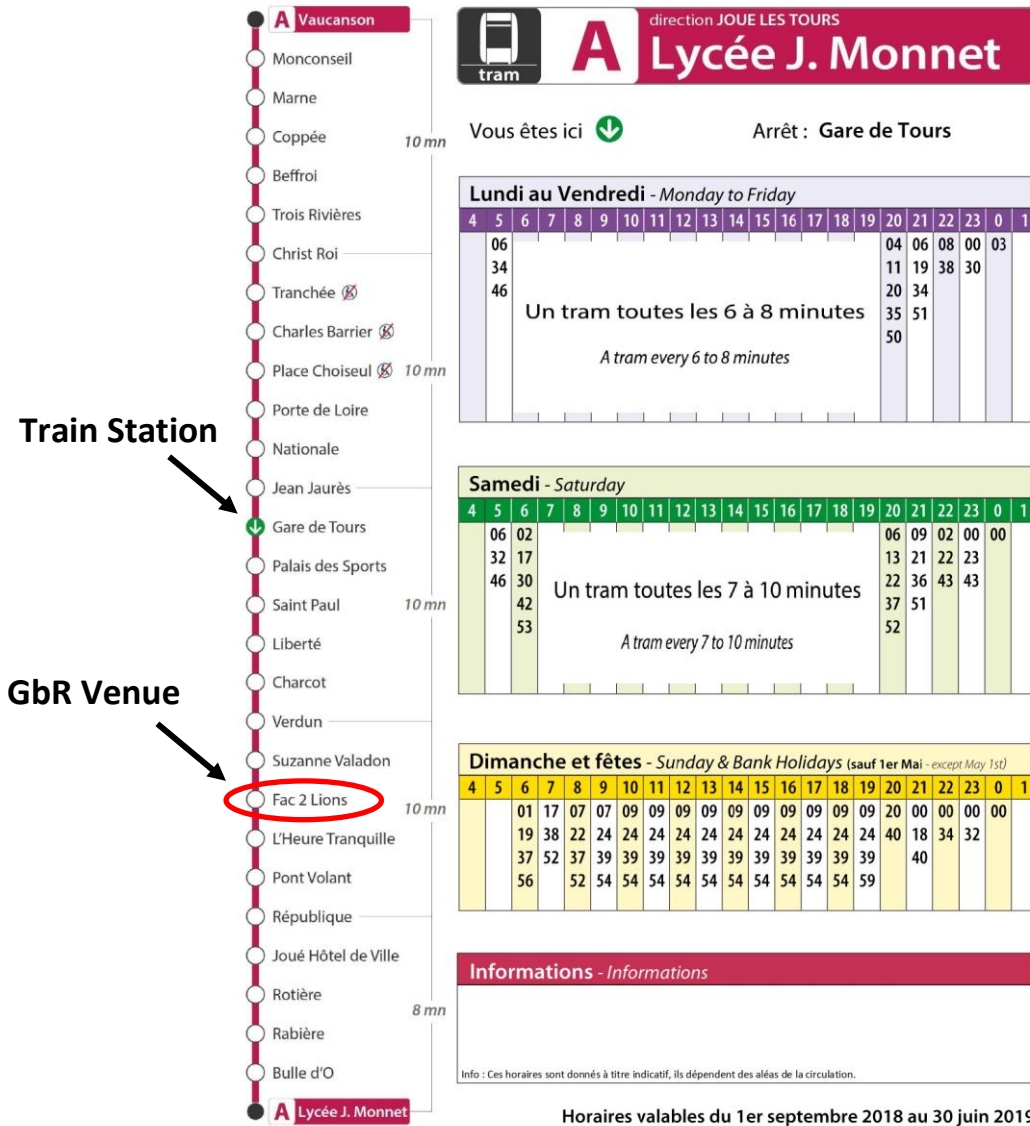 A Vaucanson
Monconseil
Marne
Coppée
10 mn
Beffroi
Trois Rivières
Christ Roi
Tranchée
Charles Barrier
Place Choiseul
10 mn
Porte de Loire
Nationale
Jean Jaurès
Train Station
Gare de Tours
Palais des Sports
Saint Paul
10 mn
Liberté
Charcot
GbR Venue
Verdun
Suzanne Valadon
Fac 2 Lions
10 mn
L'Heure Tranquille
Pont Volant
République
Joué Hôtel de Ville
Rotière
8 mn
Rabière
Bulle d'O
A Lycée J. Monnet
tram
A
direction JOUE LES TOURS
Lycée J. Monnet
Vous êtes ici
Arrêt : Gare de Tours
Lundi au Vendredi - Monday to Friday
4 5 6 7 8 9 10 11 12 13 14 15 16 17 18 19 20 21 22 23 0 1
06 04 06 08 00 03
34 11 19 38 30
46 20 34
Un tram toutes les 6 à 8 minutes
35 51
50
A tram every 6 to 8 minutes
Samedi - Saturday
4 5 6 7 8 9 10 11 12 13 14 15 16 17 18 19 20 21 22 23 0 1
06 02 06 09 02 00 00
32 17 13 21 22 23
46 30 22 36 43 43
Un tram toutes les 7 à 10 minutes
42 37 51
53 52
A tram every 7 to 10 minutes
Dimanche et fêtes - Sunday & Bank Holidays (sauf 1er Mai - except May 1st)
4 5 6 7 8 9 10 11 12 13 14 15 16 17 18 19 20 21 22 23 0 1
01 17 07 07 09 09 09 09 09 09 09 09 09 09 20 00 00 00 00
19 38 22 24 24 24 24 24 24 24 24 24 24 24 40 18 34 32
37 52 37 39 39 39 39 39 39 39 39 39 39 39 40
56 52 54 54 54 54 54 54 54 54 54 54 59
Informations - Informations
Info : Ces horaires sont donnés à titre indicatif, ils dépendent des aléas de la circulation.
Horaires valables du 1er septembre 2018 au 30 juin 2019